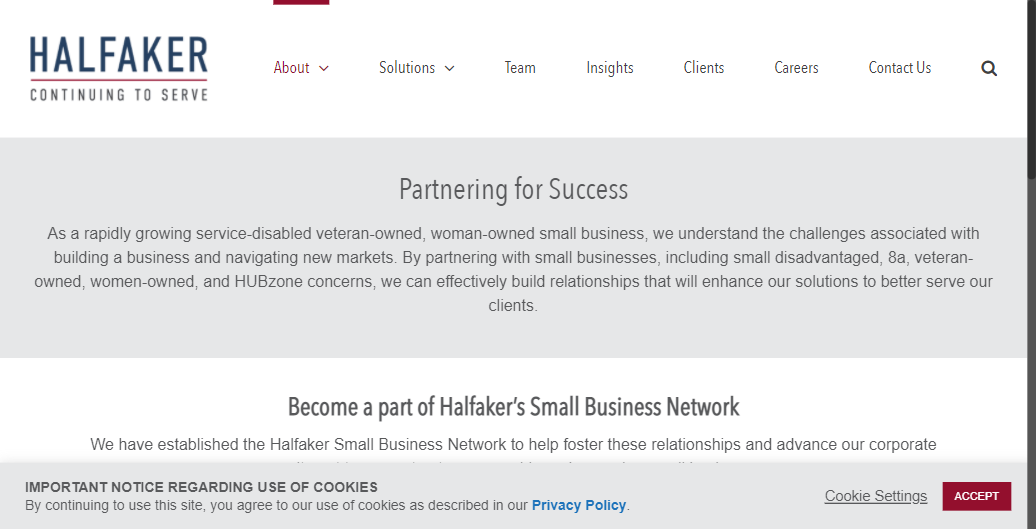 HALFAKER
CONTINUING TO SERVE
About
Solutions
Team
Insights
Clients
Careers
Contact Us
Partnering for Success
As a rapidly growing service-disabled veteran-owned, woman-owned small business, we understand the challenges associated with
building a business and navigating new markets. By partnering with small businesses, including small disadvantaged, 8a, veteran-
owned, women-owned, and HUBzone concerns, we can effectively build relationships that will enhance our solutions to better serve our
clients.
Become a part of Halfaker's Small Business Network
We have established the Halfaker Small Business Network to help foster these relationships and advance our corporate
IMPORTANT NOTICE REGARDING USE OF COOKIES
By continuing to use this site, you agree to our use of cookies as described in our Privacy Policy.
Cookie Settings
ACCEPT